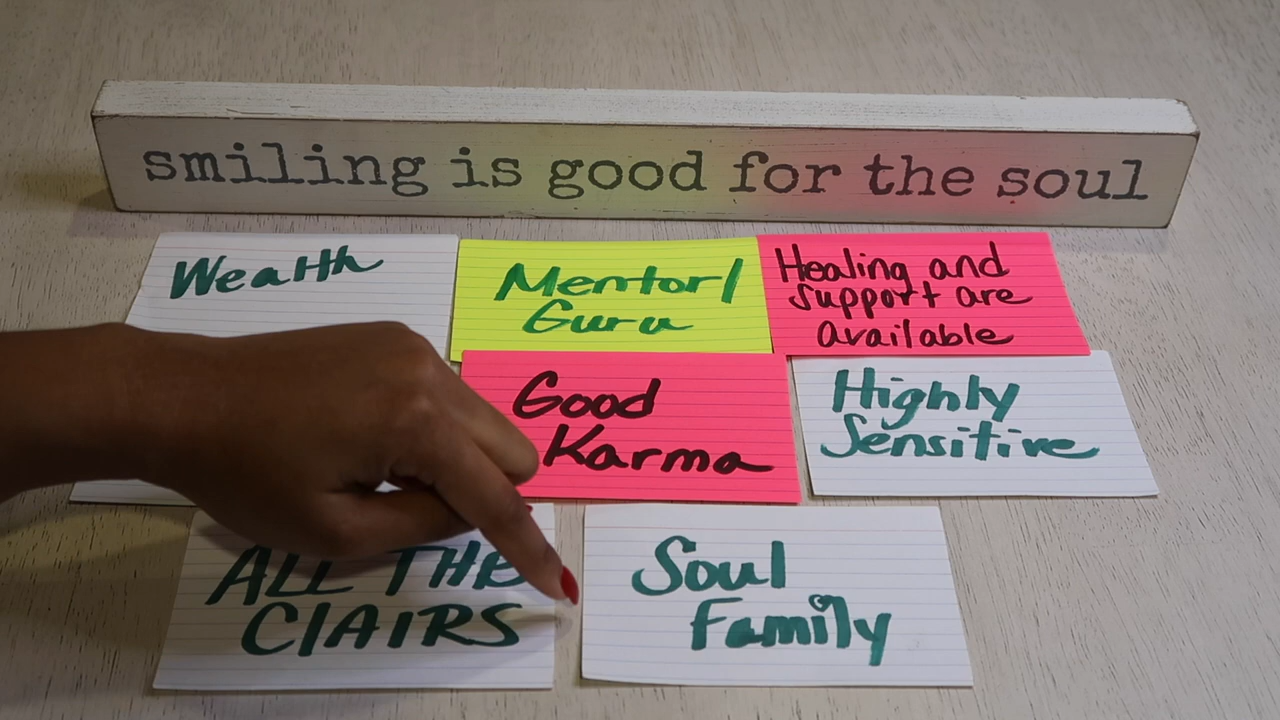 smiling is good for the soul
Wealth
Mentor/
Guru
Healing and
support are
available
Good
Karma
Highly
Sensitive
ALL THE
ClAIRS
Soul
Family